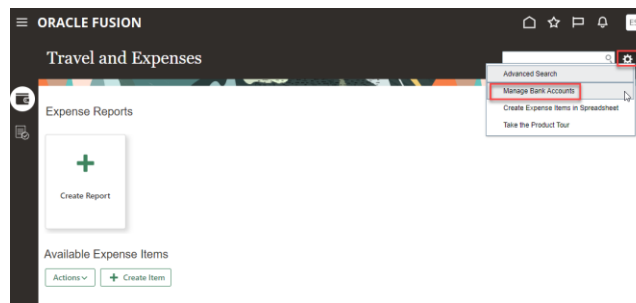 ORACLE FUSION
ES
Travel and Expenses
Advanced Search
Manage Bank Accounts
Create Expense Items in Spreadsheet
Take the Product Tour
Expense Reports
Create Report
Available Expense Items
Actions
Create Item